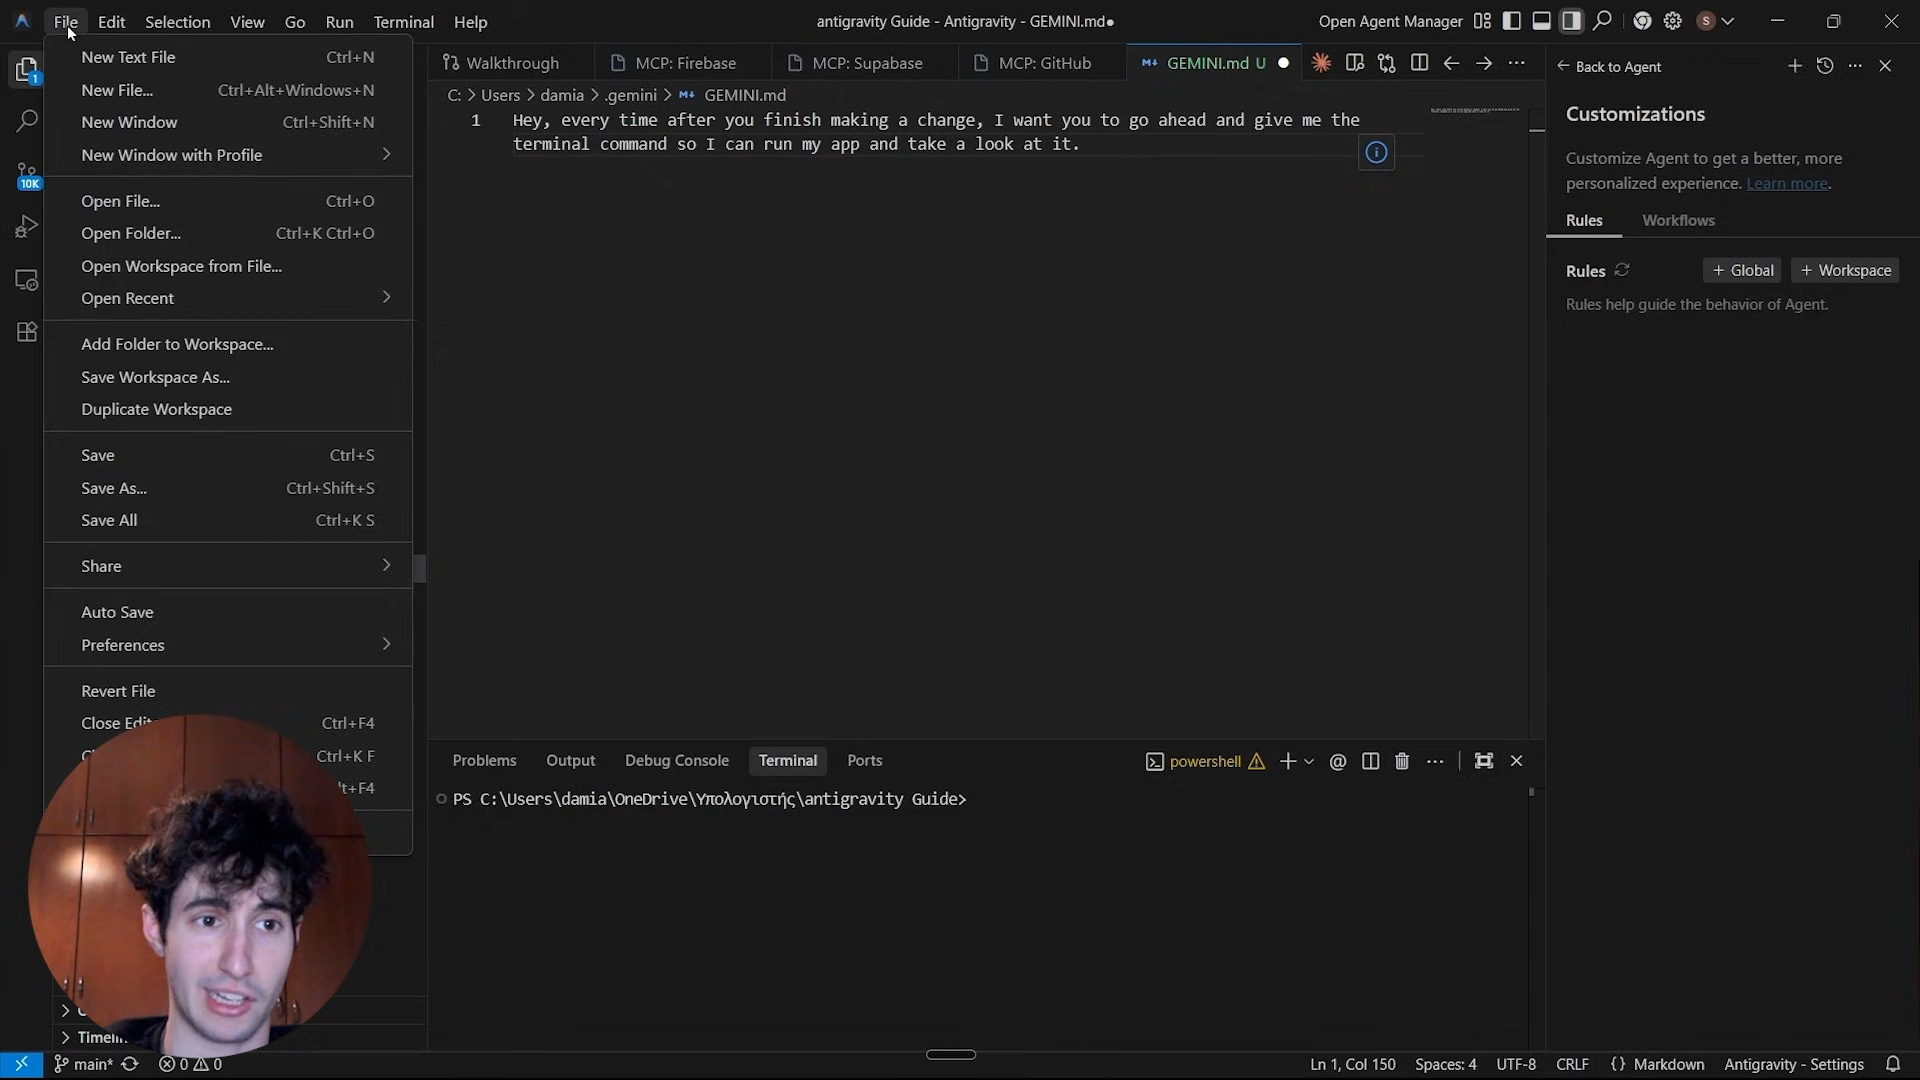 File Edit Selection View Go Run Terminal Help
antigravity Guide - Antigravity - GEMINI.md●
Open Agent Manager
S
New Text File Ctrl+N
New File... Ctrl+Alt+Windows+N
New Window Ctrl+Shift+N
New Window with Profile
Open File... Ctrl+O
Open Folder... Ctrl+K Ctrl+O
Open Workspace from File...
Open Recent
Add Folder to Workspace...
Save Workspace As...
Duplicate Workspace
Save Ctrl+S
Save As... Ctrl+Shift+S
Save All Ctrl+K S
Share
Auto Save
Preferences
Revert File
Close Ctrl+F4
Ctrl+K F
1
10K
Walkthrough
MCP: Firebase
MCP: Supabase
MCP: GitHub
GEMINI.md U
C: > Users > damia > .gemini > GEMINI.md
1 Hey, every time after you finish making a change, I want you to go ahead and give me the
terminal command so I can run my app and take a look at it.
Back to Agent
Customizations
Customize Agent to get a better, more
personalized experience. Learn more.
Rules Workflows
Rules + Global + Workspace
Rules help guide the behavior of Agent.
Problems Output Debug Console Terminal Ports
powershell
PS C:\Users\damia\OneDrive\Υπολογιστής\antigravity Guide>
main* 0 0
Ln 1, Col 150 Spaces: 4 UTF-8 CRLF {} Markdown Antigravity - Settings